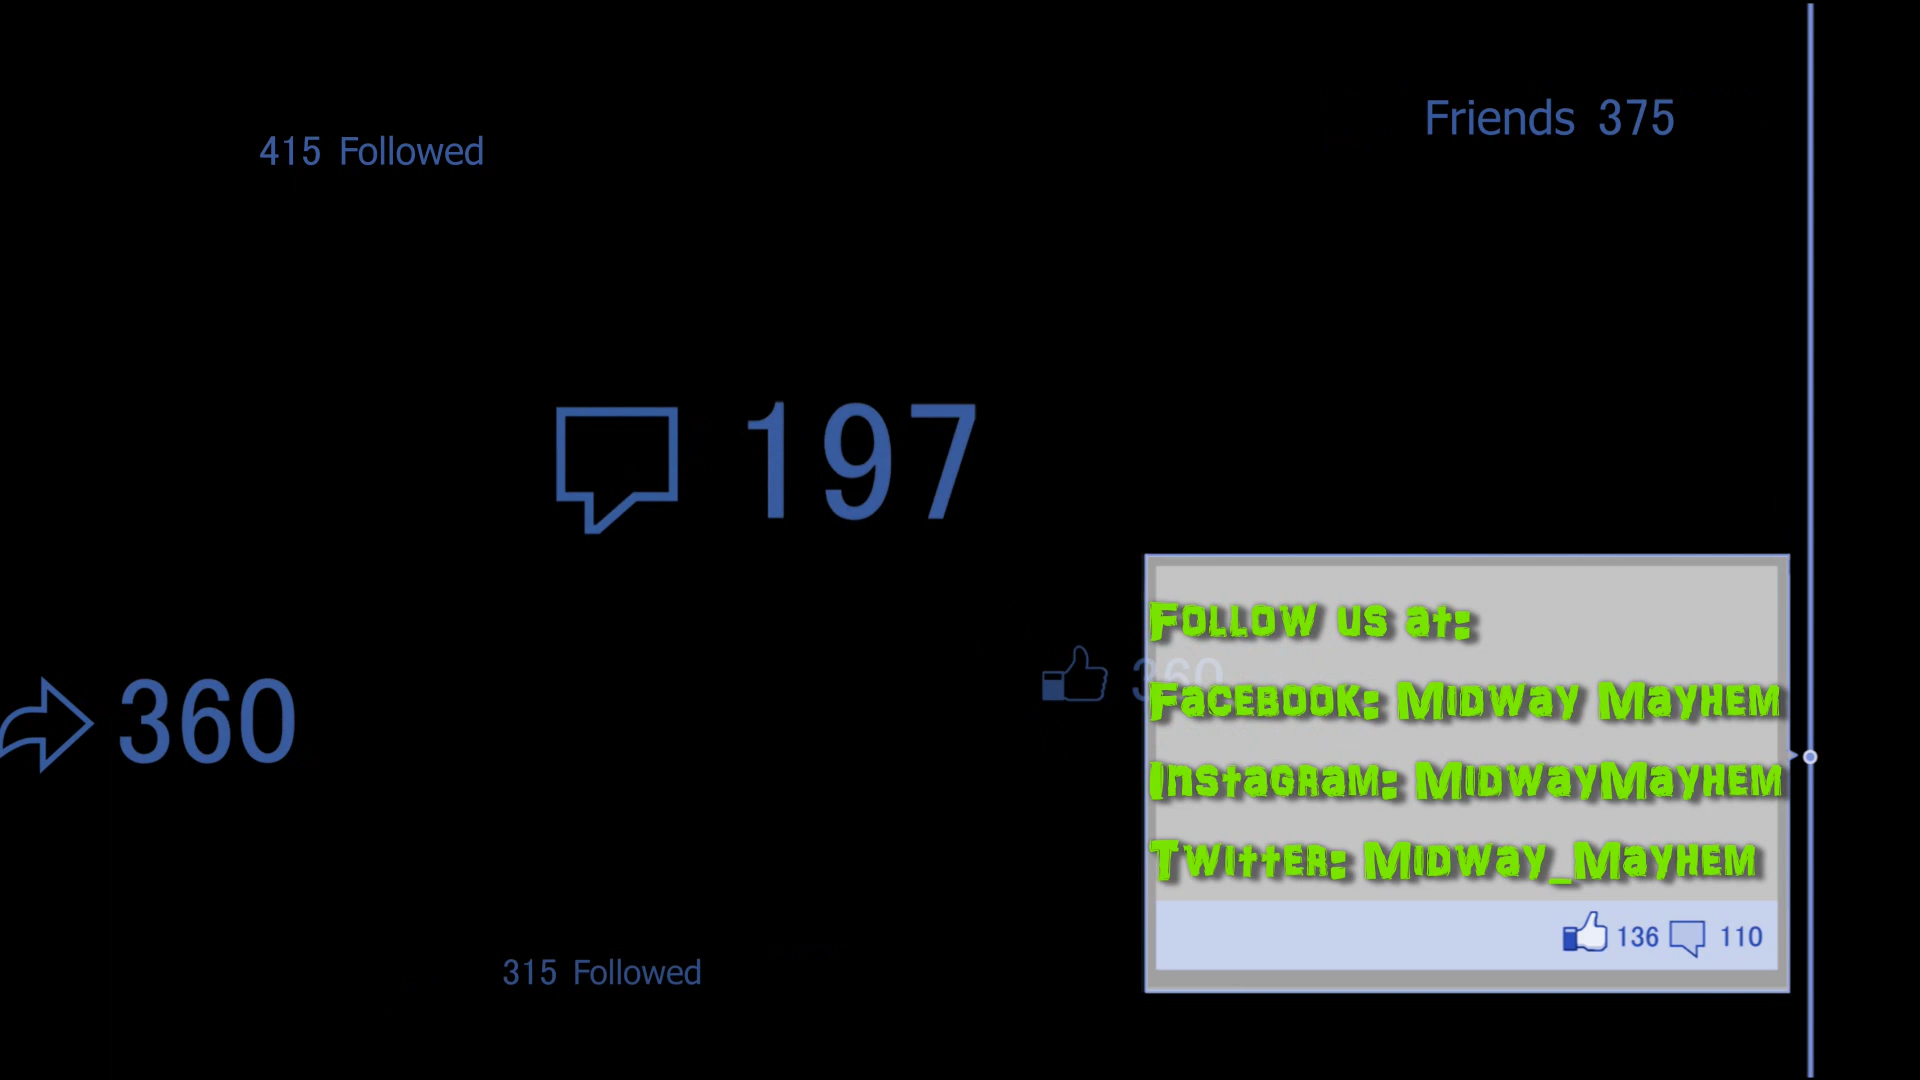 415 Followed
Friends 375
197
360
360
Follow us at:
Facebook: Midway Mayhem
Instagram: MidwayMayhem
Twitter: Midway_Mayhem
136 110
315 Followed